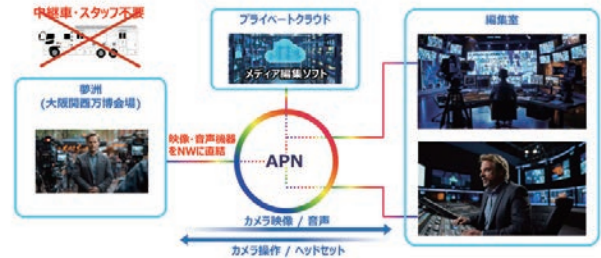 中継車・スタッフ不要
プライベートクラウド
メディア編集ソフト
編集室
夢洲
(大阪関西万博会場)
映像・音声機器
をNWに直結
APN
カメラ映像 / 音声
カメラ操作 / ヘッドセット